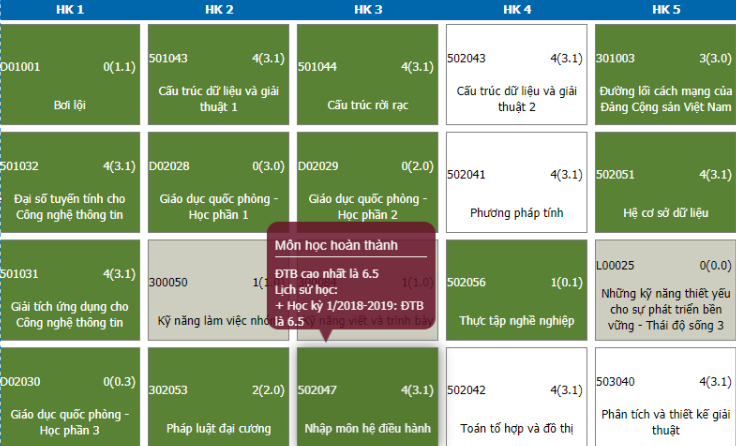 HK 1
HK 2
HK 3
HK 4
HK 5
D01001 0(1.1)
Bơi lội
501043 4(3.1)
Cấu trúc dữ liệu và giải
thuật 1
501044 4(3.1)
Cấu trúc rời rạc
502043 4(3.1)
Cấu trúc dữ liệu và giải
thuật 2
301003 3(3.0)
Đường lối cách mạng của
Đảng Cộng sản Việt Nam
501032 4(3.1)
Đại số tuyến tính cho
Công nghệ thông tin
D02028 0(3.0)
Giáo dục quốc phòng -
Học phần 1
D02029 0(2.0)
Giáo dục quốc phòng -
Học phần 2
502041 4(3.1)
Phương pháp tính
502051 4(3.1)
Hệ cơ sở dữ liệu
Môn học hoàn thành
ĐTB cao nhất là 6.5
Lịch sử học:
+ Học kỳ 1/2018-2019: ĐTB
là 6.5
501031 4(3.1)
Giải tích ứng dụng cho
Công nghệ thông tin
300050 1(1.0)
Kỹ năng làm việc nhóm
1(1.0)
Kỹ năng viết và trình bày
502056 1(0.1)
Thực tập nghề nghiệp
L00025 0(0.0)
Những kỹ năng thiết yếu
cho sự phát triển bền
vững - Thái độ sống 3
D02030 0(0.3)
Giáo dục quốc phòng -
Học phần 3
302053 2(2.0)
Pháp luật đại cương
502047 4(3.1)
Nhập môn hệ điều hành
502042 4(3.1)
Toán tổ hợp và đồ thị
503040 4(3.1)
Phân tích và thiết kế giải
thuật